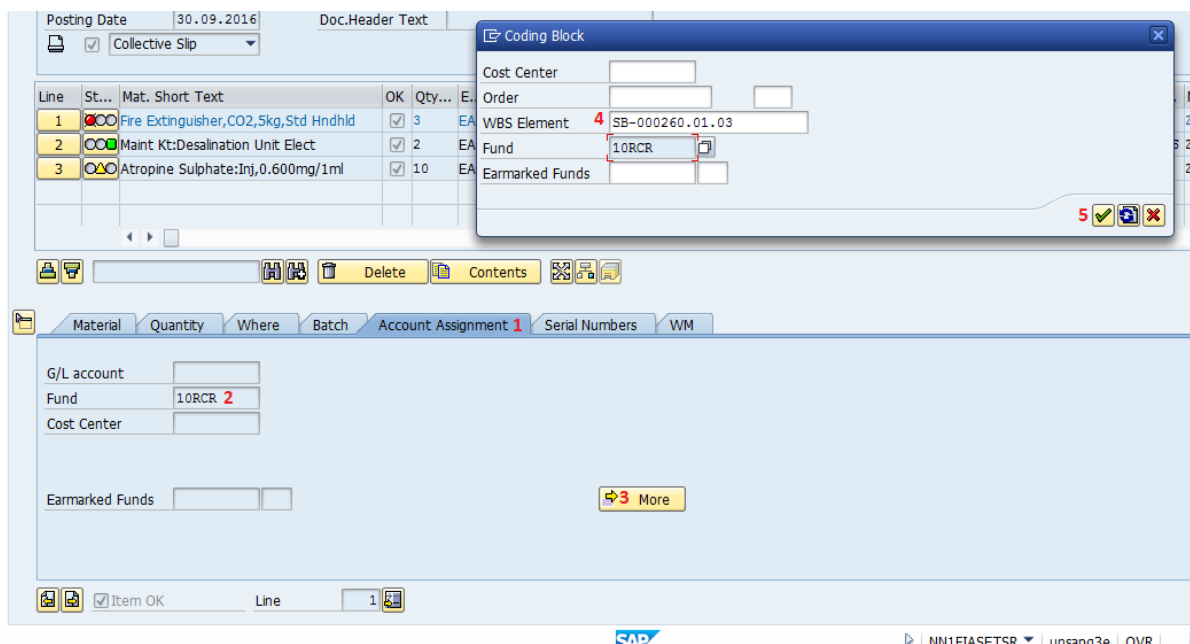 Posting Date 30.09.2016 Doc.Header Text
Collective Slip
Coding Block
Cost Center
Order
WBS Element 4 SB-000260.01.03
Fund 10RCR
Earmarked Funds
5
Line St... Mat. Short Text OK Qty... E..
1 Fire Extinguisher,CO2,5kg,Std Hndhld 3 EA
2 Maint Kt:Desalination Unit Elect 2 EA
3 Atropine Sulphate:Inj,0.600mg/1ml 10 EA
Delete Contents
Material Quantity Where Batch Account Assignment 1 Serial Numbers WM
G/L account
Fund 10RCR 2
Cost Center
Earmarked Funds 3 More
Item OK Line 1
SAP NN1FIASETSR unsang3e OVR